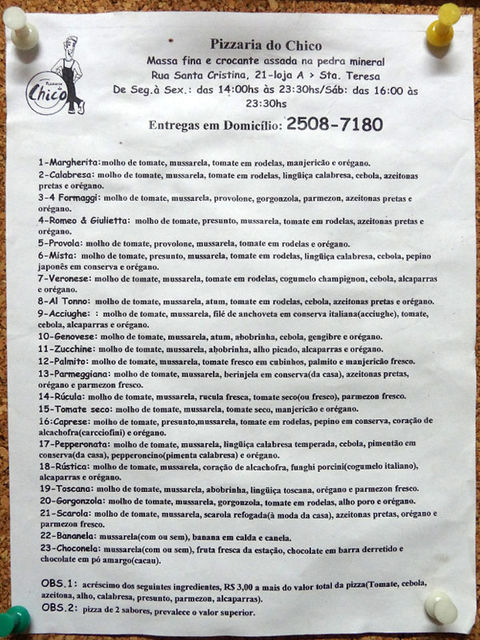 Pizzaria do Chico
Massa fina e crocante assada na pedra mineral
Rua Santa Cristina, 21-loja A > Sta. Teresa
De Seg.à Sex.: das 14:00hs às 23:30hs/Sáb: das 16:00 às
23:30hs
Entregas em Domicílio: 2508-7180
Pizzaria do
Chico
1-Margherita: molho de tomate, mussarela, tomate em rodelas, manjericão e orégano.
2-Calabresa: molho de tomate, mussarela, tomate em rodelas, lingüiça calabresa, cebola, azeitonas
pretas e orégano.
3-4 Formaggi: molho de tomate, mussarela, provolone, gorgonzola, parmezon, azeitonas pretas e
orégano.
4-Romeo & Giulietta: molho de tomate, presunto, mussarela, tomate em rodelas, azeitonas pretas e
orégano.
5-Provola: molho de tomate, provolone, mussarela, tomate em rodelas e orégano.
6-Mista: molho de tomate, presunto, mussarela, tomate em rodelas, lingüiça calabresa, cebola, pepino
japonês em conserva e orégano.
7-Veronese: molho de tomate, mussarela, tomate em rodelas, cogumelo champignon, cebola, alcaparras
e orégano.
8-Al Tonno: molho de tomate, mussarela, atum, tomate em rodelas, cebola, azeitonas pretas e orégano.
9-Acciughe: : molho de tomate, mussarela, filé de anchoveta em conserva italiana(acciughe), tomate,
cebola, alcaparras e orégano.
10-Genovese: molho de tomate, mussarela, atum, abobrinha, cebola, gengibre e orégano.
11-Zucchine: molho de tomate, mussarela, abobrinha, alho picado, alcaparras e orégano.
12-Palmito: molho de tomate, mussarela, tomate fresco em cubinhos, palmito e manjericão fresco.
13-Parmeggiana: molho de tomate, mussarela, berinjela em conserva(da casa), azeitonas pretas,
orégano e parmezon fresco.
14-Rúcula: molho de tomate, mussarela, rucula fresca, tomate seco(ou fresco), parmezon fresco.
15-Tomate seco: molho de tomate, mussarela, tomate seco, manjericão e orégano.
16:Caprese: molho de tomate, presunto,mussarela, tomate em rodelas, pepino em conserva, coração de
alcachofra(carcciofini) e orégano.
17-Pepperonata: molho de tomate, mussarela, lingüiça calabresa temperada, cebola, pimentão em
conserva(da casa), pepperoncino(pimenta calabresa) e orégano.
18-Rústica: molho de tomate, mussarela, coração de alcachofra, funghi porcini(cogumelo italiano),
alcaparras e orégano.
19-Toscana: molho de tomate, mussarela, abobrinha, lingüiça toscana, orégano e parmezon fresco.
20-Gorgonzola: molho de tomate, mussarela, gorgonzola, tomate em rodelas, alho poro e orégano.
21-Scarola: molho de tomate, mussarela, scarola refogada(à moda da casa), azeitonas pretas, orégano e
parmezon fresco.
22-Bananela: mussarela(com ou sem), banana em calda e canela.
23-Choconela: mussarela(com ou sem), fruta fresca da estação, chocolate em barra derretido e
chocolate em pó amargo(cacau).
OBS.1: acréscimo dos seguintes ingredientes, R$ 3,00 a mais do valor total da pizza(Tomate, cebola,
azeitona, alho, calabresa, presunto, parmezon, alcaparras).
OBS.2: pizza de 2 sabores, prevalece o valor superior.